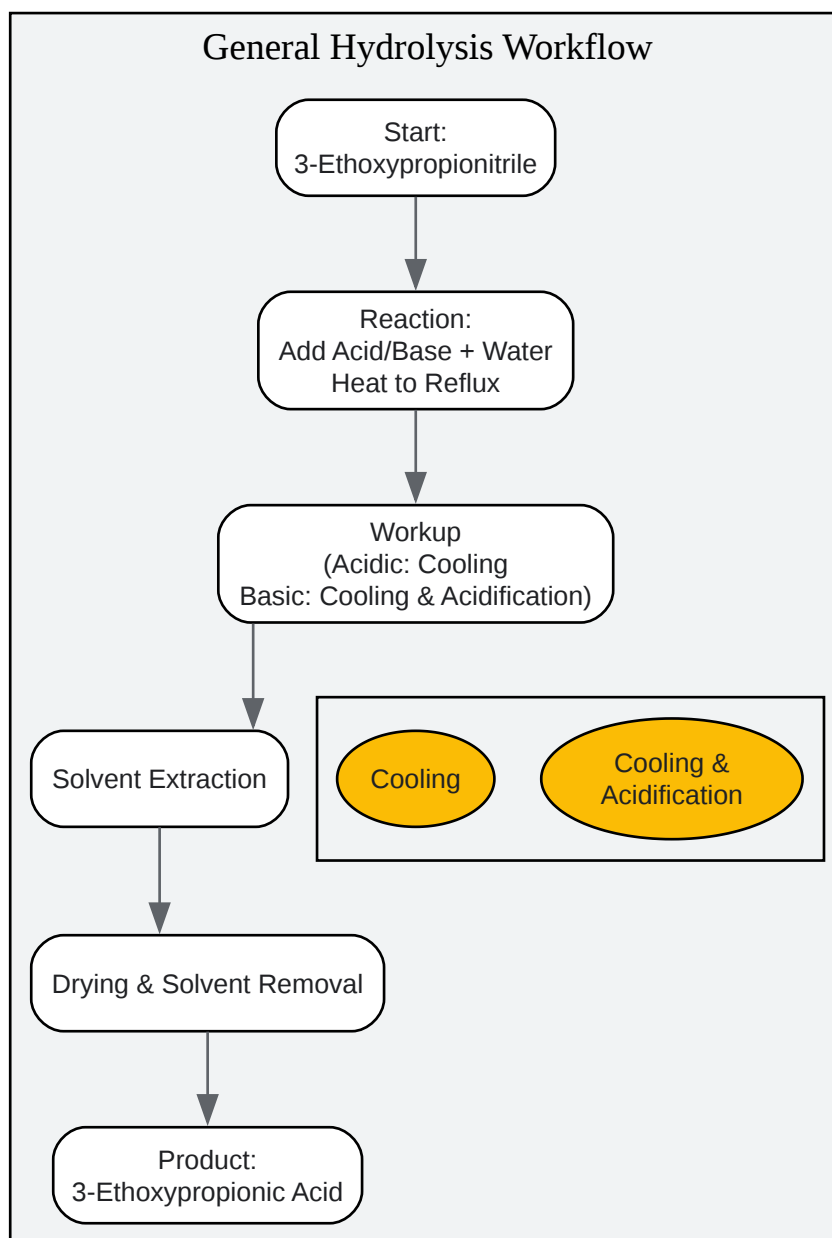 General Hydrolysis Workflow
Start:
3-Ethoxypropionitrile
Reaction:
Add Acid/Base + Water
Heat to Reflux
Workup
(Acidic: Cooling
Basic: Cooling & Acidification)
Solvent Extraction
Cooling
Cooling &
Acidification
Drying & Solvent Removal
Product:
3-Ethoxypropionic Acid